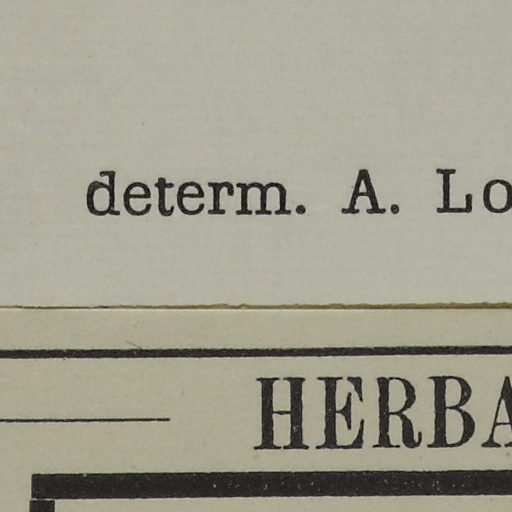 determ. A. Lo
HERBA